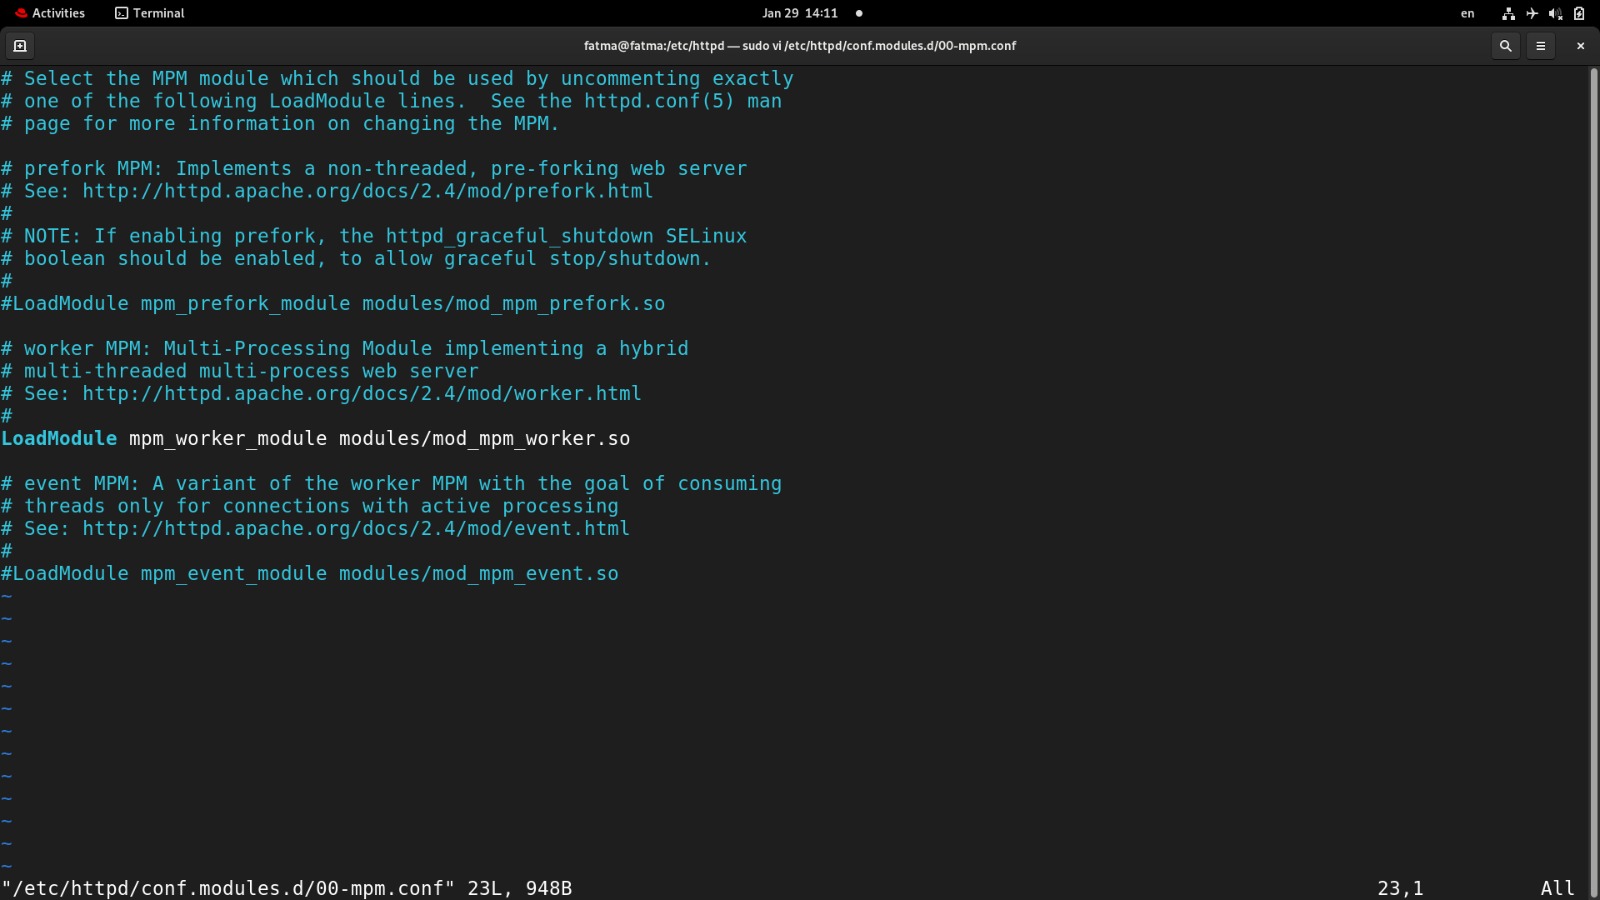 Activities Terminal Jan 29 14:11 en
fatma@fatma:/etc/httpd — sudo vi /etc/httpd/conf.modules.d/00-mpm.conf
# Select the MPM module which should be used by uncommenting exactly
# one of the following LoadModule lines.  See the httpd.conf(5) man
# page for more information on changing the MPM.

# prefork MPM: Implements a non-threaded, pre-forking web server
# See: http://httpd.apache.org/docs/2.4/mod/prefork.html
#
# NOTE: If enabling prefork, the httpd_graceful_shutdown SELinux
# boolean should be enabled, to allow graceful stop/shutdown.
#
#LoadModule mpm_prefork_module modules/mod_mpm_prefork.so

# worker MPM: Multi-Processing Module implementing a hybrid
# multi-threaded multi-process web server
# See: http://httpd.apache.org/docs/2.4/mod/worker.html
#
LoadModule mpm_worker_module modules/mod_mpm_worker.so

# event MPM: A variant of the worker MPM with the goal of consuming
# threads only for connections with active processing
# See: http://httpd.apache.org/docs/2.4/mod/event.html
#
#LoadModule mpm_event_module modules/mod_mpm_event.so
~
~
~
~
~
~
~
~
~
~
~
~
~
"/etc/httpd/conf.modules.d/00-mpm.conf" 23L, 948B 23,1 All